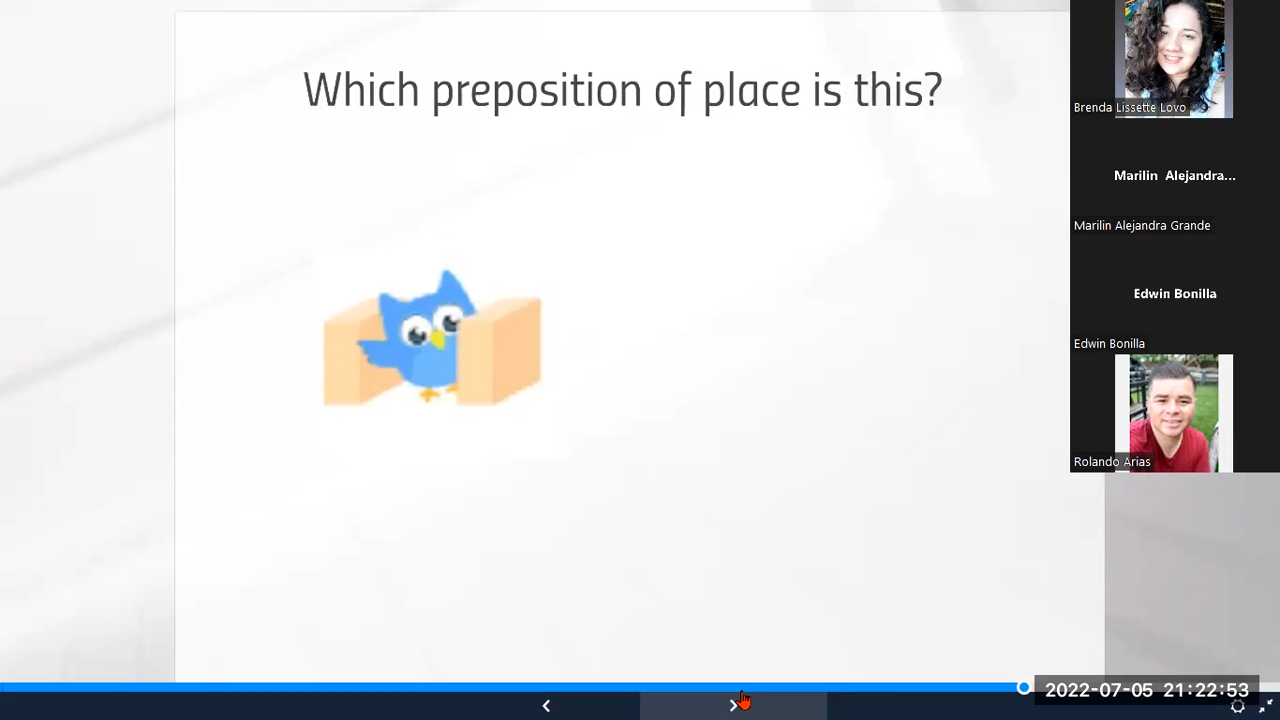 Which preposition of place is this?
Brenda Lissette Lovo
Marilin Alejandra...
Marilin Alejandra Grande
Edwin Bonilla
Edwin Bonilla
Rolando Arias
2022-07-05 21:22:53